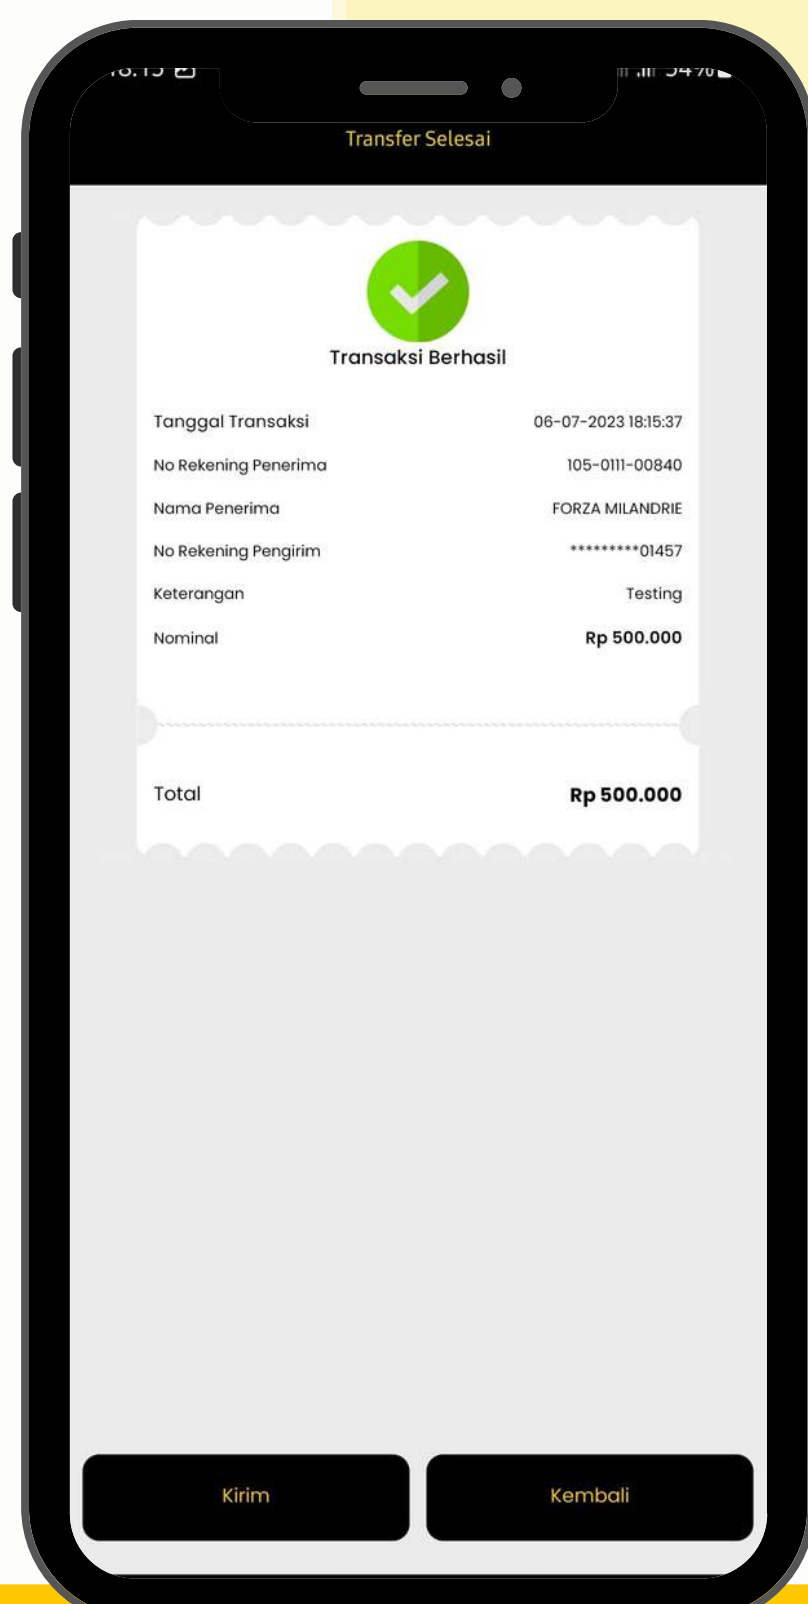 Transfer Selesai
Transaksi Berhasil
Tanggal Transaksi 06-07-2023 18:15:37
No Rekening Penerima 105-0111-00840
Nama Penerima FORZA MILANDRIE
No Rekening Pengirim *********01457
Keterangan Testing
Nominal Rp 500.000
Total Rp 500.000
Kirim Kembali